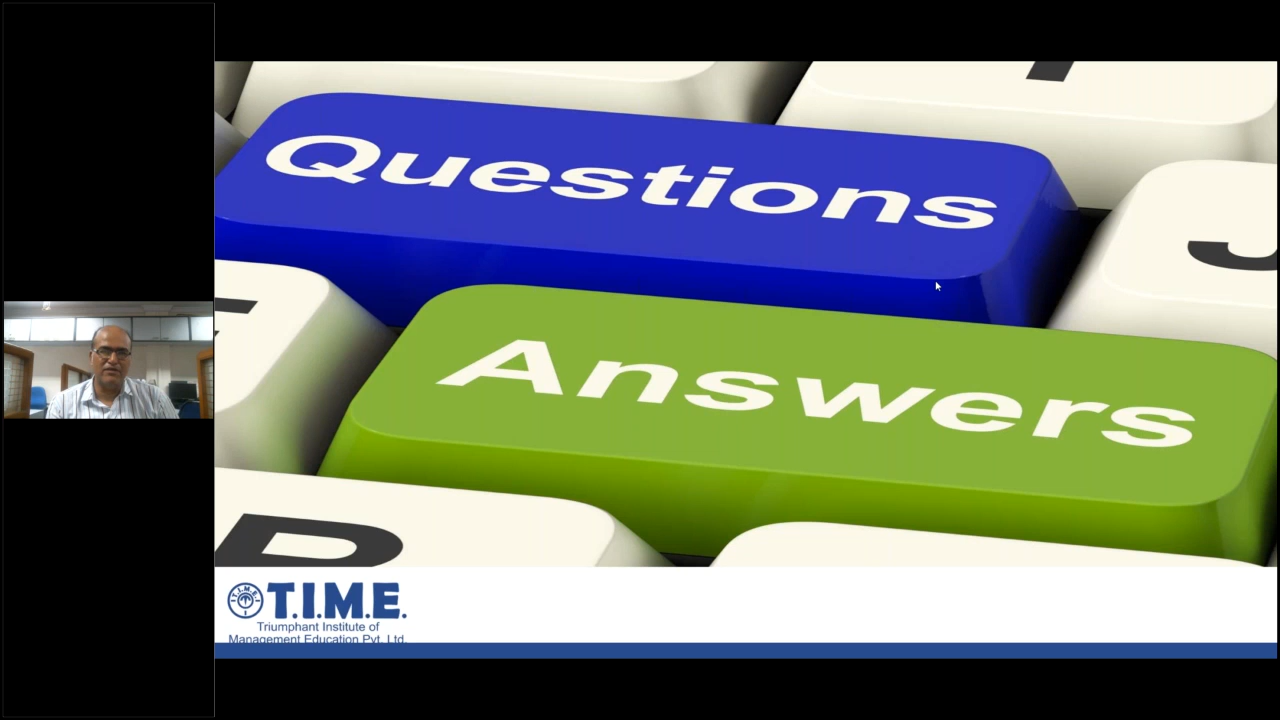 Questions
Answers
T.I.M.E.
Triumphant Institute of
Management Education Pvt. Ltd.